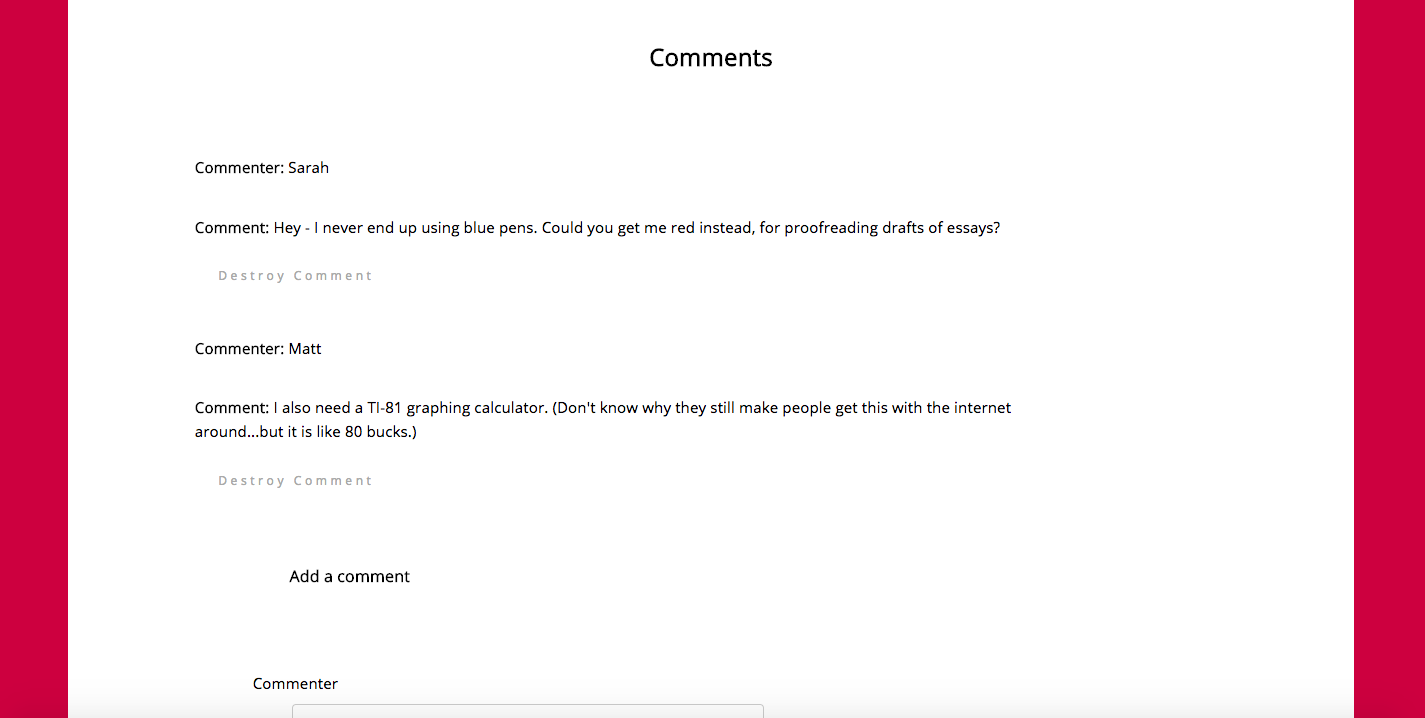 Comments
Commenter: Sarah
Comment: Hey - I never end up using blue pens. Could you get me red instead, for proofreading drafts of essays?
Destroy Comment
Commenter: Matt
Comment: I also need a TI-81 graphing calculator. (Don't know why they still make people get this with the internet
around...but it is like 80 bucks.)
Destroy Comment
Add a comment
Commenter